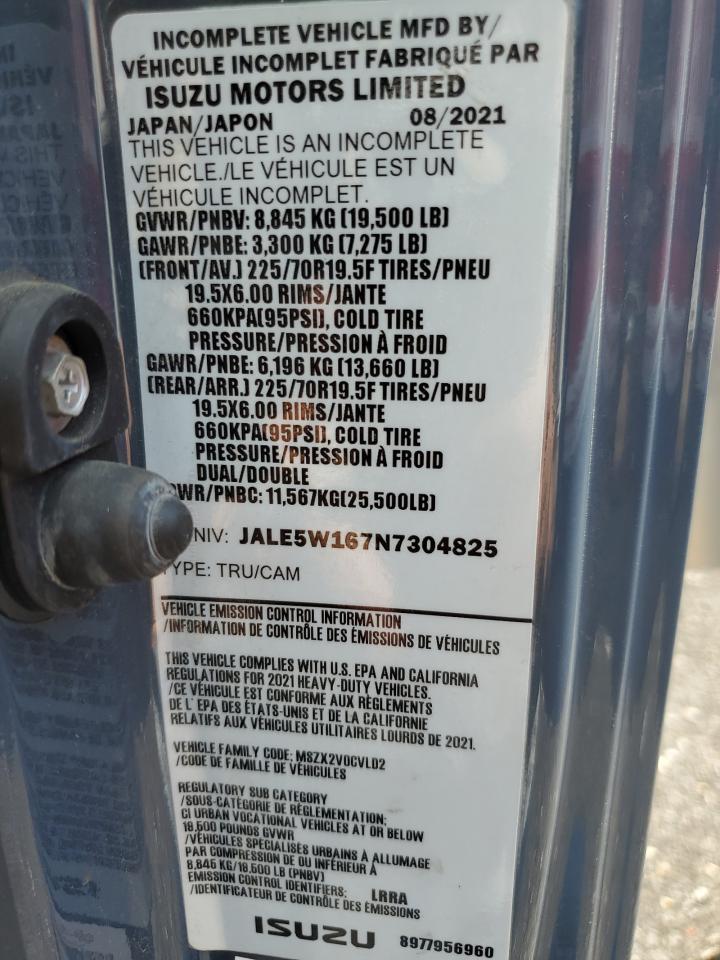 INCOMPLETE VEHICLE MFD BY/
VÉHICULE INCOMPLET FABRIQUÉ PAR
ISUZU MOTORS LIMITED
JAPAN/JAPON 08/2021
THIS VEHICLE IS AN INCOMPLETE
VEHICLE./LE VÉHICULE EST UN
VÉHICULE INCOMPLET.
GVWR/PNBV: 8,845 KG (19,500 LB)
GAWR/PNBE: 3,300 KG (7,275 LB)
(FRONT/AV.) 225/70R19.5F TIRES/PNEU
19.5X6.00 RIMS/JANTE
660KPA(95PSI), COLD TIRE
PRESSURE/PRESSION À FROID
GAWR/PNBE: 6,196 KG (13,660 LB)
(REAR/ARR.) 225/70R19.5F TIRES/PNEU
19.5X6.00 RIMS/JANTE
660KPA(95PSI), COLD TIRE
PRESSURE/PRESSION À FROID
DUAL/DOUBLE
WR/PNBC: 11,567KG(25,500LB)
NIV: JALE5W167N7304825
YPE: TRU/CAM
VEHICLE EMISSION CONTROL INFORMATION
/INFORMATION DE CONTRÔLE DES ÉMISSIONS DE VÉHICULES
THIS VEHICLE COMPLIES WITH U.S. EPA AND CALIFORNIA
REGULATIONS FOR 2021 HEAVY-DUTY VEHICLES.
/CE VÉHICULE EST CONFORME AUX RÈGLEMENTS
DE L' EPA DES ÉTATS-UNIS ET DE LA CALIFORNIE
RELATIFS AUX VÉHICULES UTILITAIRES LOURDS DE 2021.
VEHICLE FAMILY CODE: MSZX2VOCVLD2
/CODE DE FAMILLE DE VÉHICULES
REGULATORY SUB CATEGORY
/SOUS-CATÉGORIE DE RÉGLEMENTATION:
CI URBAN VOCATIONAL VEHICLES AT OR BELOW
19,500 POUNDS GVWR
/VÉHICULES SPÉCIALISÉS URBAINS À ALLUMAGE
PAR COMPRESSION DE OU INFÉRIEUR À
8,845 KG/19,500 LB (PNBV)
EMISSION CONTROL IDENTIFIERS: LRRA
/IDENTIFICATEUR DE CONTRÔLE DES ÉMISSIONS
ISUZU 8977956960